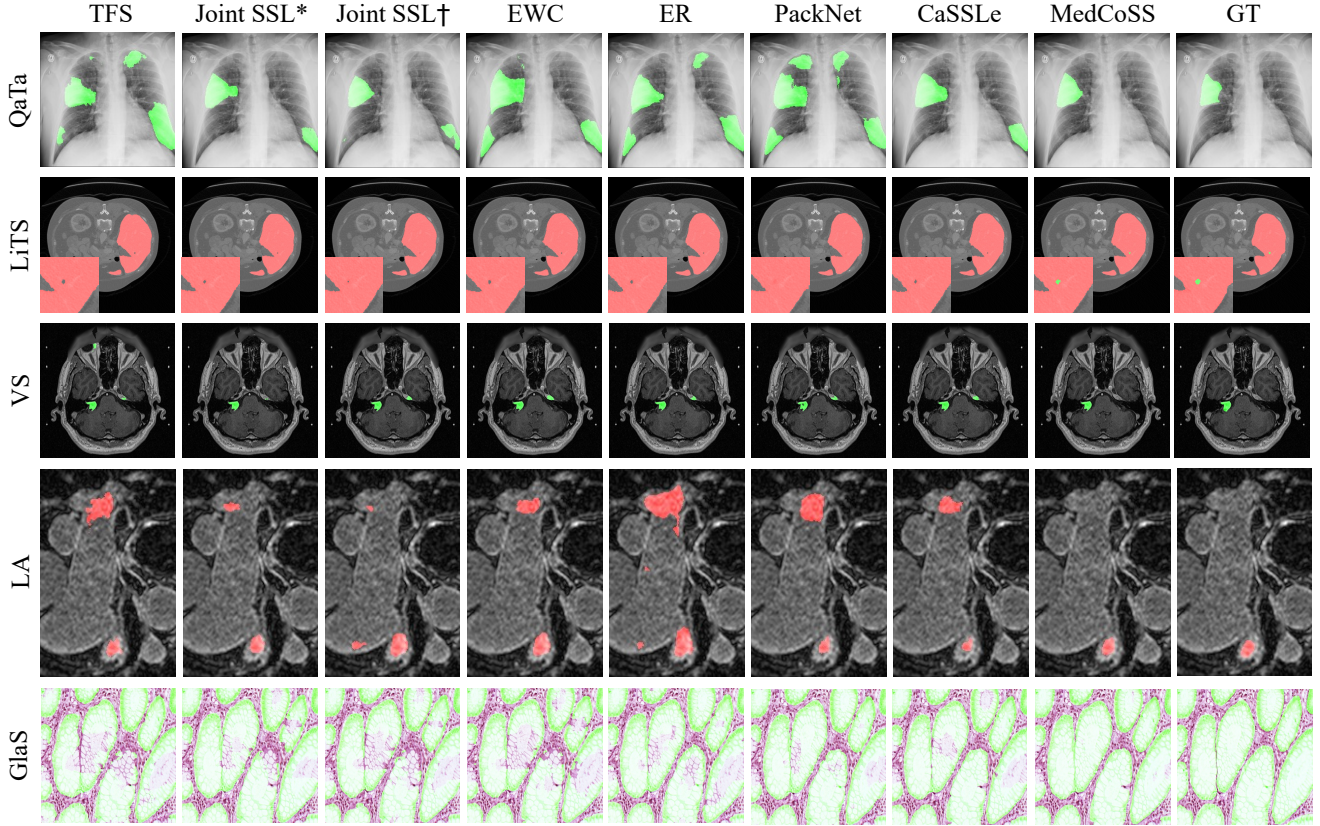 TFS Joint SSL* Joint SSL† EWC ER PackNet CaSSLe MedCoSS GT
QaTa
LiTS
VS
LA
GlaS